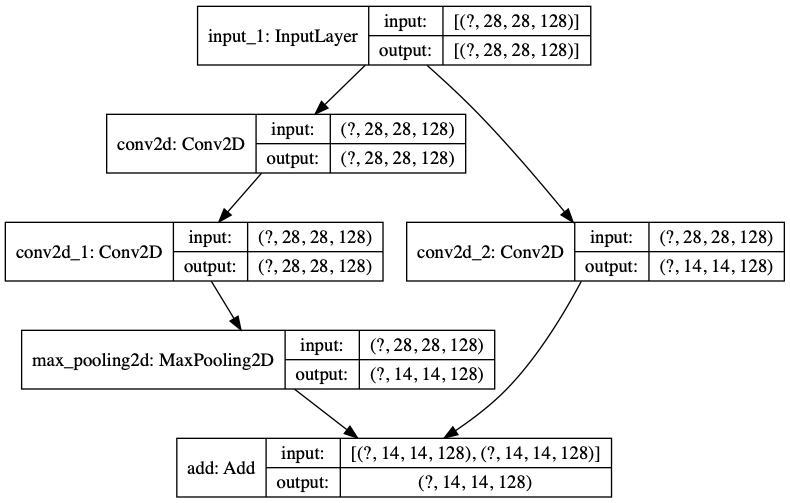 input_1: InputLayer
input: [(?, 28, 28, 128)]
output: [(?, 28, 28, 128)]
conv2d: Conv2D
input: (?, 28, 28, 128)
output: (?, 28, 28, 128)
conv2d_1: Conv2D
input: (?, 28, 28, 128)
output: (?, 28, 28, 128)
conv2d_2: Conv2D
input: (?, 28, 28, 128)
output: (?, 14, 14, 128)
max_pooling2d: MaxPooling2D
input: (?, 28, 28, 128)
output: (?, 14, 14, 128)
add: Add
input: [(?, 14, 14, 128), (?, 14, 14, 128)]
output: (?, 14, 14, 128)